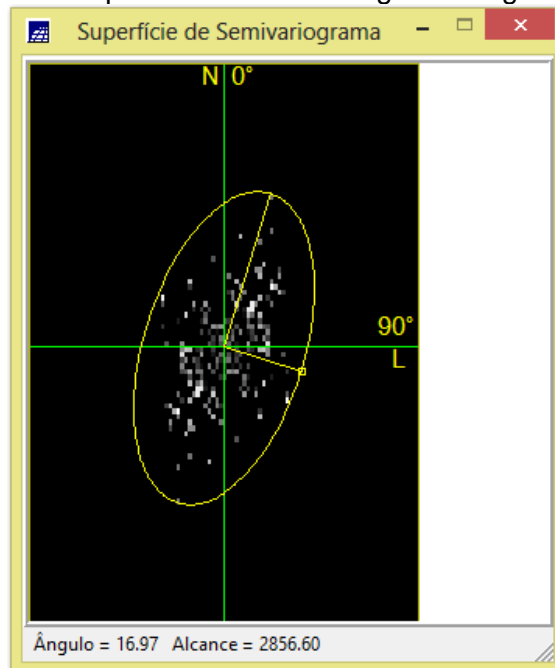 Superfície de Semivariograma
N 0°
90°
L
Ângulo = 16.97 Alcance = 2856.60